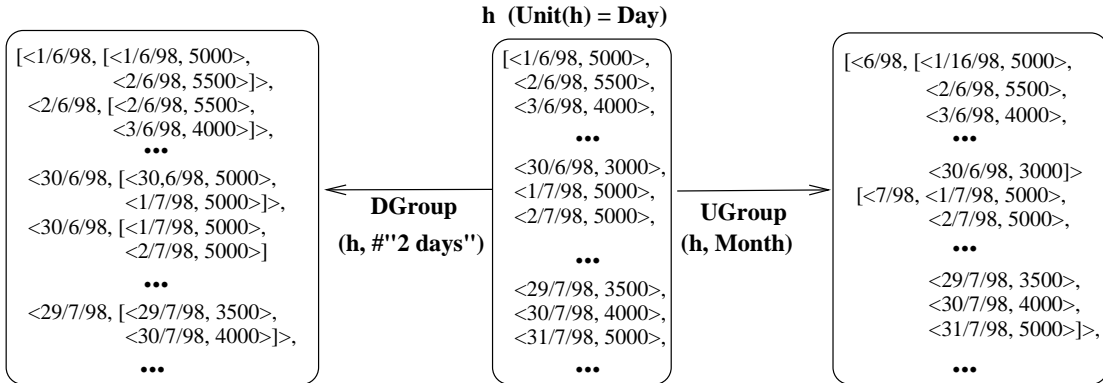 h (Unit(h) = Day)
[<1/6/98, [<1/6/98, 5000>,
<2/6/98, 5500>]>,
<2/6/98, [<2/6/98, 5500>,
<3/6/98, 4000>]>,
•••
<30/6/98, [<30,6/98, 5000>,
<1/7/98, 5000>]>,
<30/6/98, [<1/7/98, 5000>,
<2/7/98, 5000>]
•••
<29/7/98, [<29/7/98, 3500>,
<30/7/98, 4000>]>,
•••
DGroup
(h, #"2 days")
[<1/6/98, 5000>,
<2/6/98, 5500>,
<3/6/98, 4000>,
•••
<30/6/98, 3000>,
<1/7/98, 5000>,
<2/7/98, 5000>,
•••
<29/7/98, 3500>,
<30/7/98, 4000>,
<31/7/98, 5000>,
•••
UGroup
(h, Month)
[<6/98, [<1/16/98, 5000>,
<2/6/98, 5500>,
<3/6/98, 4000>,
•••
<30/6/98, 3000]>
[<7/98, <1/7/98, 5000>,
<2/7/98, 5000>,
•••
<29/7/98, 3500>,
<30/7/98, 4000>,
<31/7/98, 5000>]>,
•••